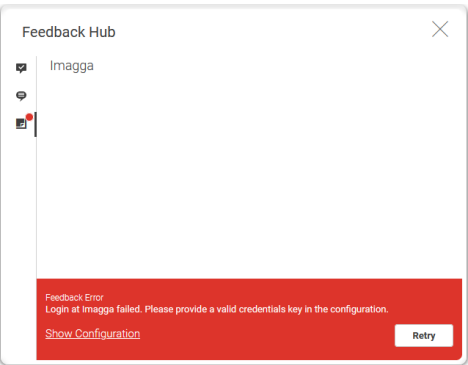 Feedback Hub
Imagga
Feedback Error
Login at Imagga failed. Please provide a valid credentials key in the configuration.
Show Configuration
Retry